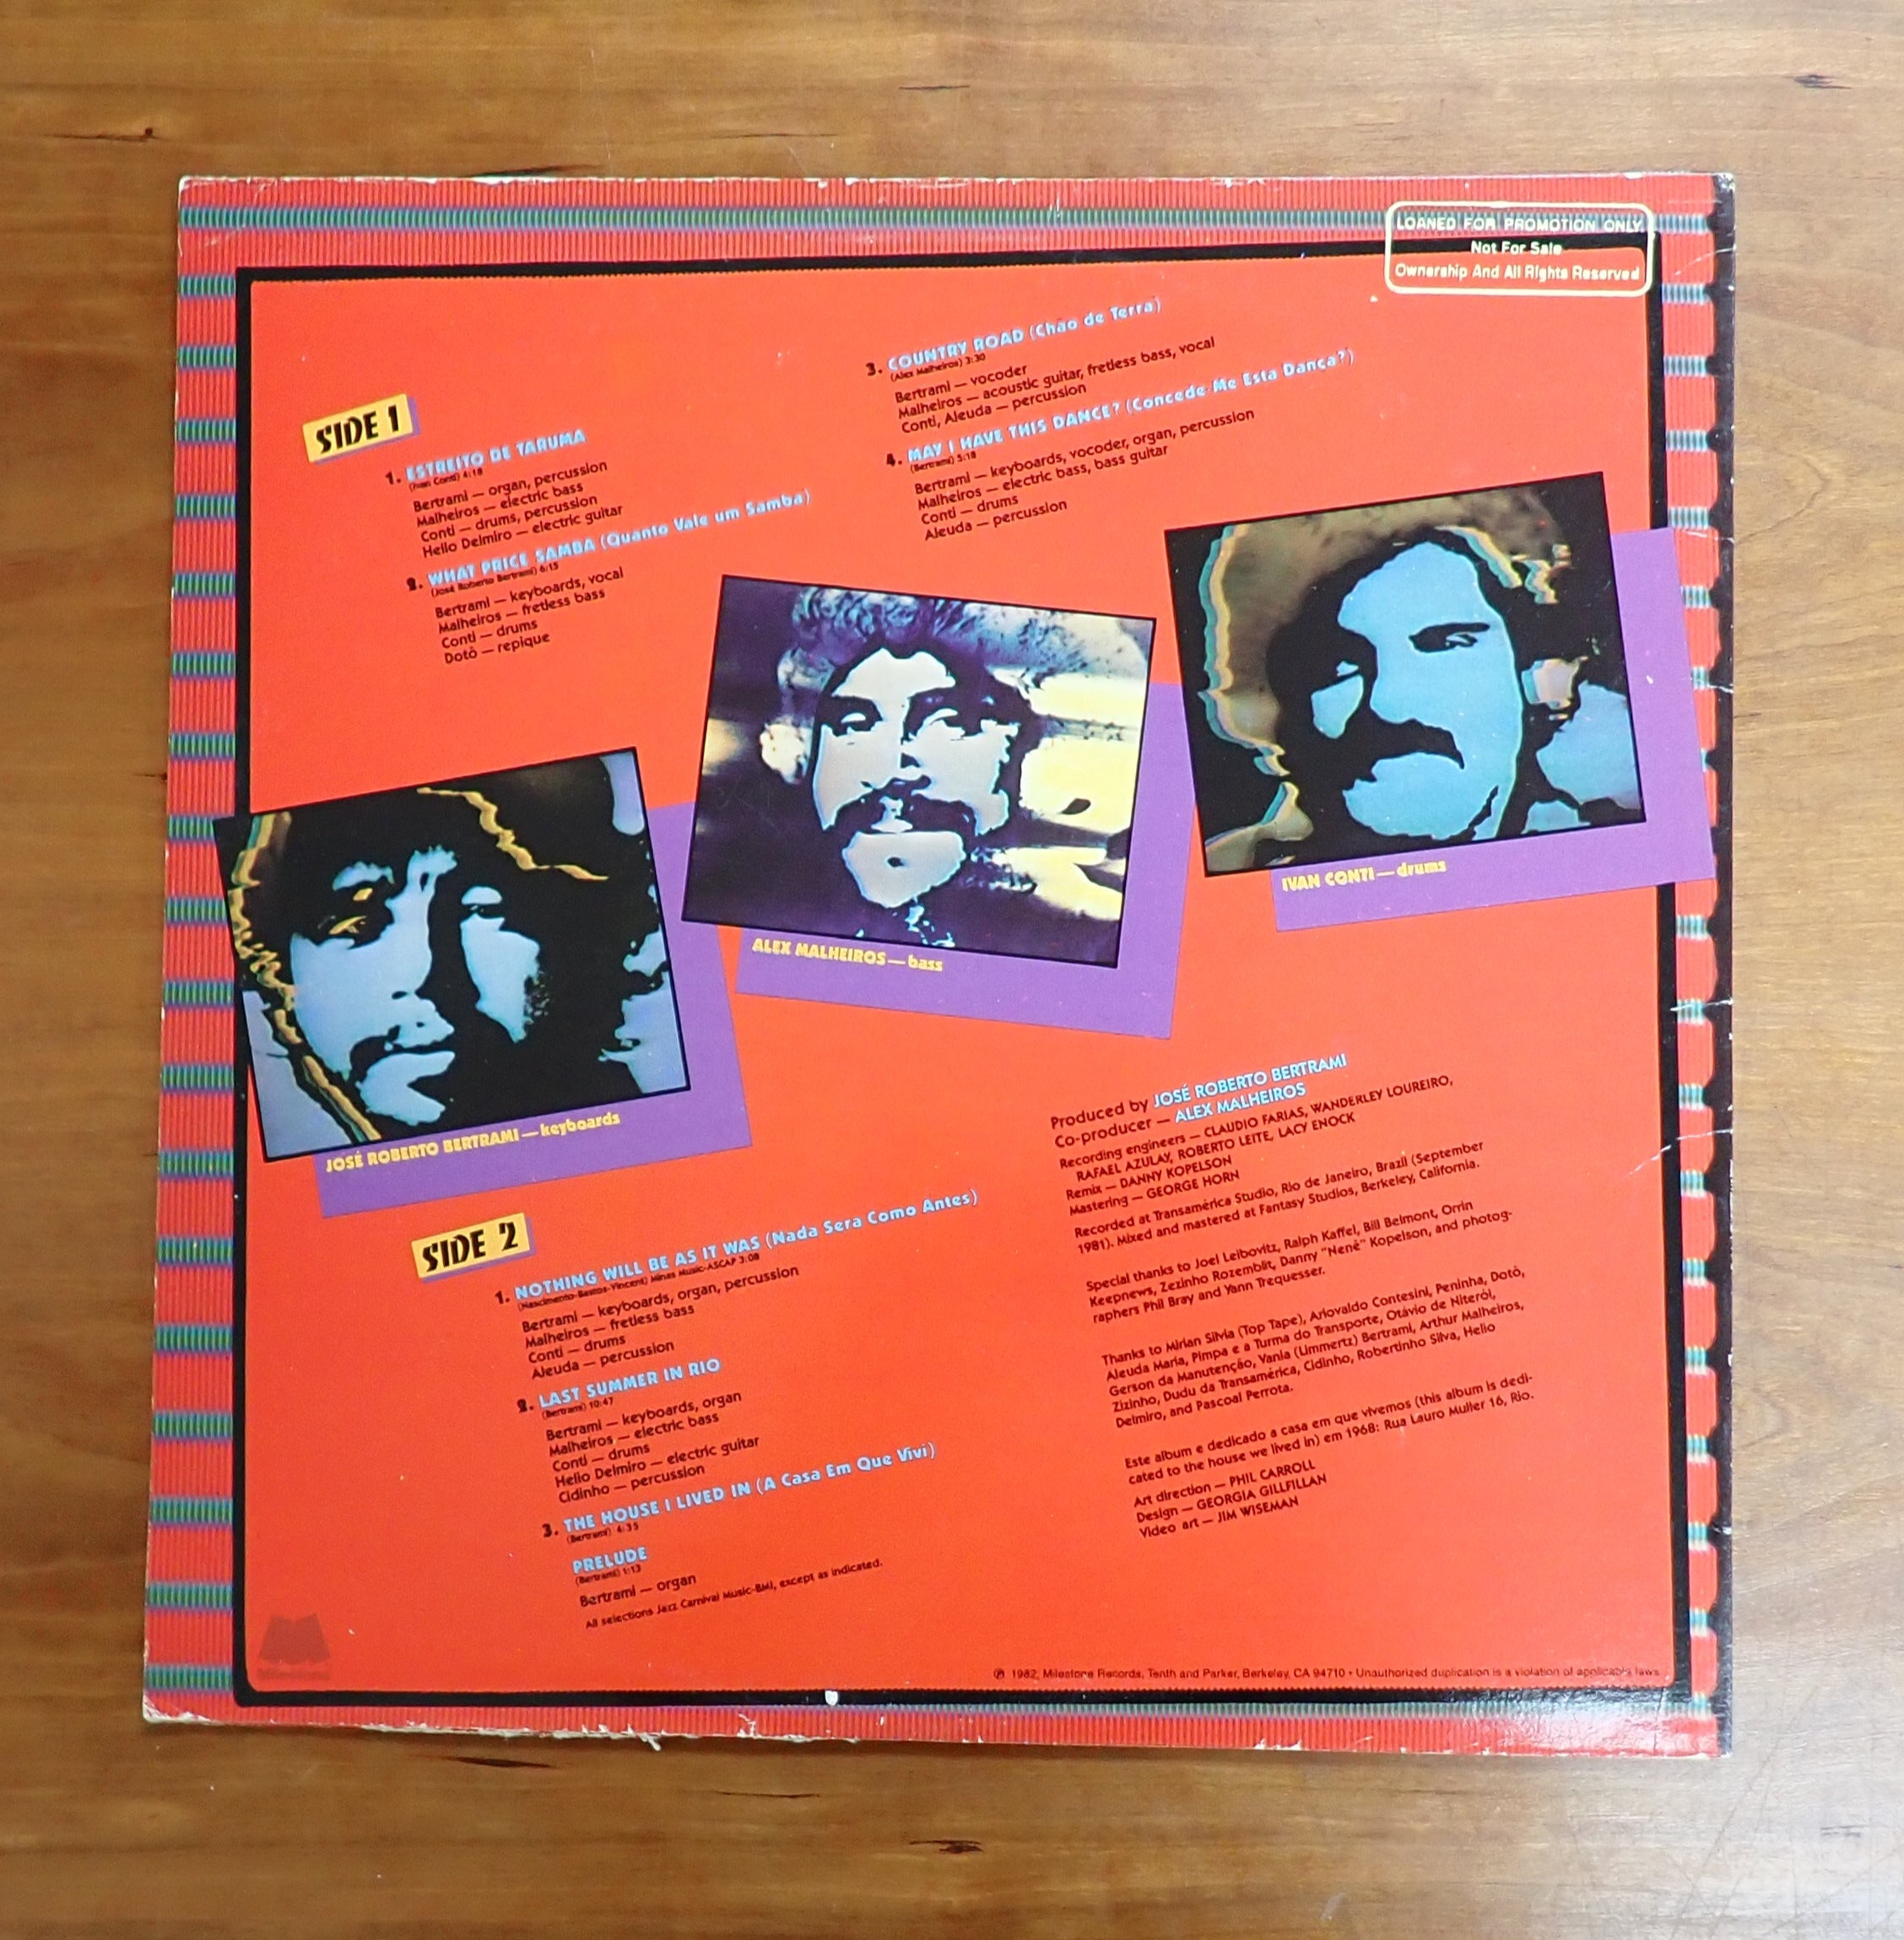 LOANED FOR PROMOTION ONLY
Not For Sale
Ownership And All Rights Reserved
SIDE 1
1. ESTREITO DE TARUMA
(Ivan Conti) 4:18
Bertrami — organ, percussion
Malheiros — electric bass
Conti — drums, percussion
Helio Delmiro — electric guitar
2. WHAT PRICE SAMBA (Quanto Vale um Samba)
(José Roberto Bertrami) 6:15
Bertrami — keyboards, vocal
Malheiros — fretless bass
Conti — drums
Dotô — repique
3. COUNTRY ROAD (Chao de Terra)
(Alex Malheiros) 3:30
Bertrami — vocoder
Malheiros — acoustic guitar, fretless bass, vocal
Conti, Aleuda — percussion
4. MAY I HAVE THIS DANCE? (Concede-Me Esta Danca?)
(Bertrami) 5:18
Bertrami — keyboards, vocoder, organ, percussion
Malheiros — electric bass, bass guitar
Conti — drums
Aleuda — percussion
IVAN CONTI — drums
ALEX MALHEIROS — bass
JOSÉ ROBERTO BERTRAMI — keyboards
SIDE 2
1. NOTHING WILL BE AS IT WAS (Nada Sera Como Antes)
(Nascimento-Bastos-Vincent) Minas Music-ASCAP 3:08
Bertrami — keyboards, organ, percussion
Malheiros — fretless bass
Conti — drums
Aleuda — percussion
2. LAST SUMMER IN RIO
(Bertrami) 10:47
Bertrami — keyboards, organ
Malheiros — electric bass
Conti — drums
Helio Delmiro — electric guitar
Cidinho — percussion
3. THE HOUSE I LIVED IN (A Casa Em Que Vivi)
(Bertrami) 4:35
PRELUDE
(Bertrami) 1:13
Bertrami — organ
All selections Jazz Carnival Music-BMI, except as indicated.
Produced by JOSÉ ROBERTO BERTRAMI
Co-producer — ALEX MALHEIROS
Recording engineers — CLAUDIO FARIAS, WANDERLEY LOUREIRO,
RAFAEL AZULAY, ROBERTO LEITE, LACY ENOCK
Remix — DANNY KOPELSON
Mastering — GEORGE HORN
Recorded at Transamérica Studio, Rio de Janeiro, Brazil (September
1981). Mixed and mastered at Fantasy Studios, Berkeley, California.
Special thanks to Joel Leibovitz, Ralph Kaffel, Bill Belmont, Orrin
Keepnews, Zezinho Rozemblit, Danny "Nenê" Kopelson, and photog-
raphers Phil Bray and Yann Trequesser.
Thanks to Mirian Silvia (Top Tape), Ariovaldo Contesini, Peninha, Dotô,
Aleuda Maria, Pimpa e a Turma do Transporte, Otávio de Niterói,
Gerson da Manutenção, Vania (Ummertz) Bertrami, Arthur Malheiros,
Zizinho, Dudu da Transamérica, Cidinho, Robertinho Silva, Helio
Delmiro, and Pascoal Perrota.
Este album e dedicado a casa em que vivemos (this album is dedi-
cated to the house we lived in) em 1968: Rua Lauro Muller 16, Rio.
Art direction — PHIL CARROLL
Design — GEORGIA GILLFILLAN
Video art — JIM WISEMAN
Milestone
℗ 1982, Milestone Records, Tenth and Parker, Berkeley, CA 94710 • Unauthorized duplication is a violation of applicable laws.